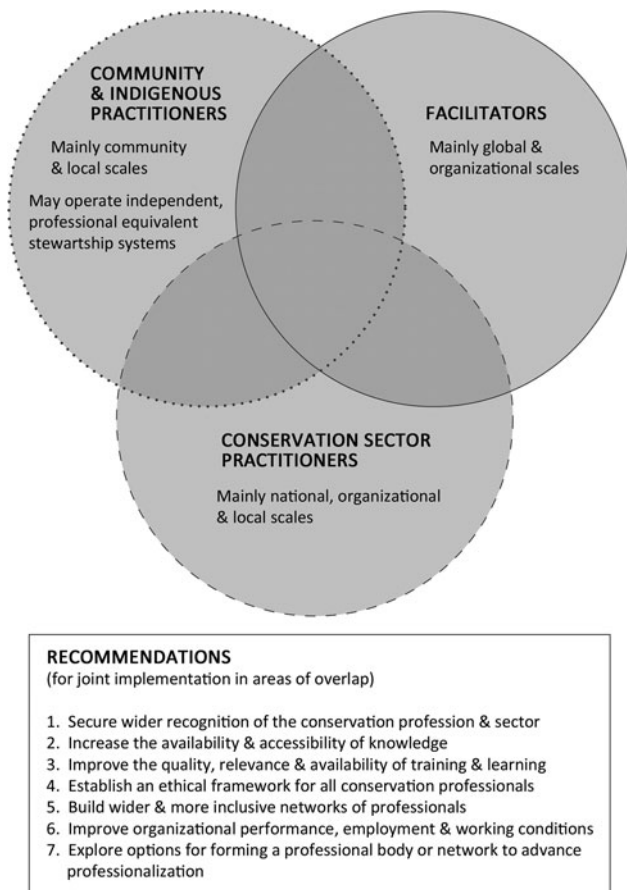 COMMUNITY
& INDIGENOUS
PRACTITIONERS
Mainly community
& local scales
May operate independent,
professional equivalent
stewartship systems
FACILITATORS
Mainly global &
organizational scales
CONSERVATION SECTOR
PRACTITIONERS
Mainly national, organizational
& local scales
RECOMMENDATIONS
(for joint implementation in areas of overlap)
1. Secure wider recognition of the conservation profession & sector
2. Increase the availability & accessibility of knowledge
3. Improve the quality, relevance & availability of training & learning
4. Establish an ethical framework for all conservation professionals
5. Build wider & more inclusive networks of professionals
6. Improve organizational performance, employment & working conditions
7. Explore options for forming a professional body or network to advance
professionalization